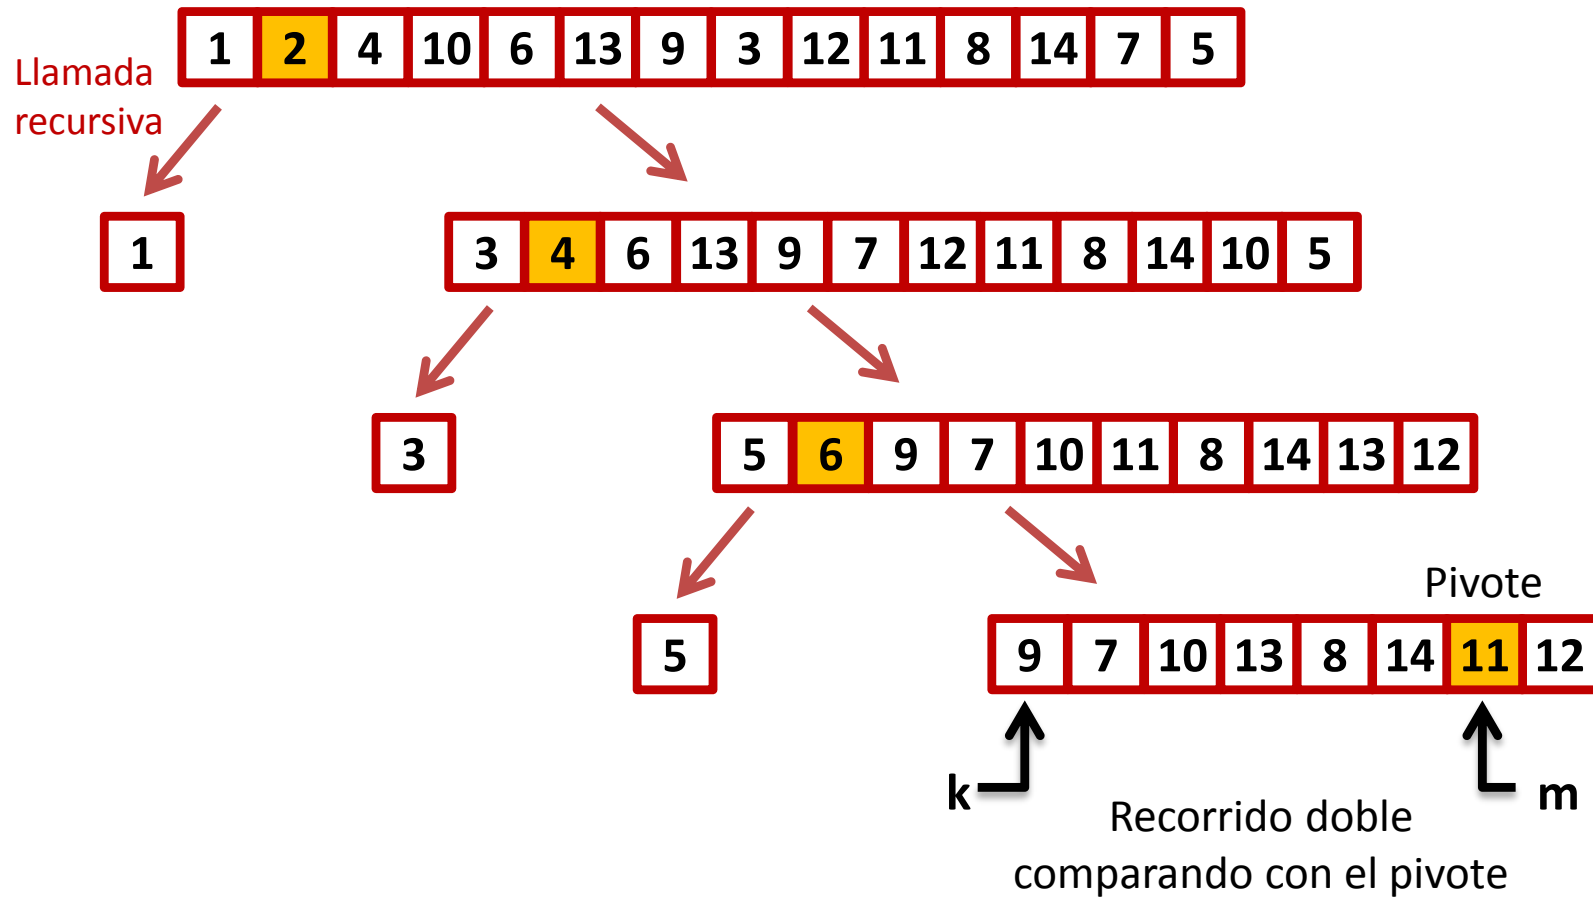 1 2 4 10 6 13 9 3 12 11 8 14 7 5
Llamada
recursiva
1
3 4 6 13 9 7 12 11 8 14 10 5
3
5 6 9 7 10 11 8 14 13 12
Pivote
5
9 7 10 13 8 14 11 12
k
m
Recorrido doble
comparando con el pivote